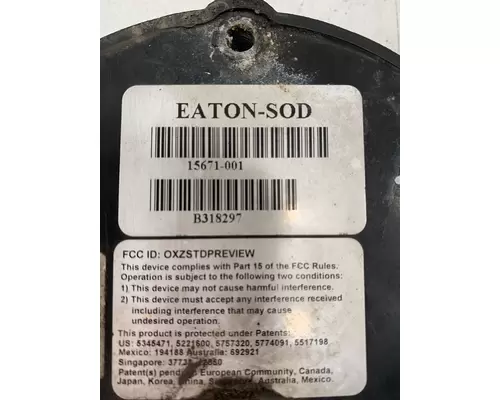 EATON-SOD
15671-001
B318297
FCC ID: OXZSTDPREVIEW
This device complies with Part 15 of the FCC Rules.
Operation is subject to the following two conditions:
1) This device may not cause harmful interference.
2) This device must accept any interference received
including interference that may cause
undesired operation.
This product is protected under Patents:
US: 5345471, 5221500, 5757320, 5774091, 5517198
Mexico: 194188 Australia: 692921
Singapore:
Patent(s) pending European Community, Canada,
Japan, Korea, China, Singapore, Australia, Mexico.